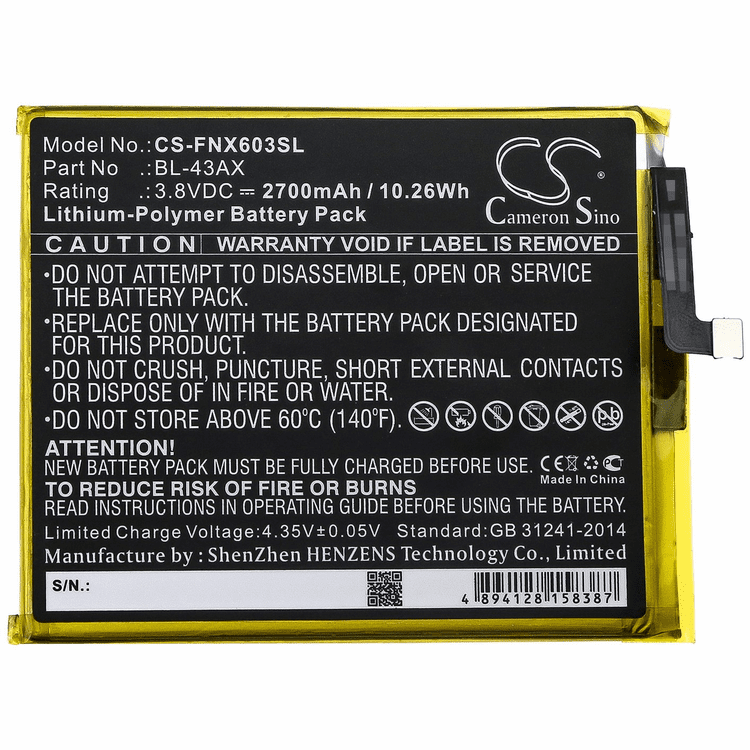 Model No.: CS-FNX603SL
Part No : BL-43AX
Rating : 3.8VDC ⎓ 2700mAh / 10.26Wh
Lithium-Polymer Battery Pack
CS
Cameron Sino
CAUTION WARRANTY VOID IF LABEL IS REMOVED
*DO NOT ATTEMPT TO DISASSEMBLE, OPEN OR SERVICE
THE BATTERY PACK.
*REPLACE ONLY WITH THE BATTERY PACK DESIGNATED
FOR THIS PRODUCT.
*DO NOT CRUSH, PUNCTURE, SHORT EXTERNAL CONTACTS
OR DISPOSE OF IN FIRE OR WATER.
*DO NOT STORE ABOVE 60°C (140°F)
Pb
ATTENTION!
NEW BATTERY PACK MUST BE FULLY CHARGED BEFORE USE
TO REDUCE RISK OF FIRE OR BURNS
READ INSTRUCTIONS IN OPERATING GUIDE BEFORE USE.
CE
Made In China
Limited Charge Voltage:4.35V±0.05V Standard:GB 31241-2014
Manufacture by: ShenZhen HENZENS Technology Co., Limited
S/N.:
4 894128 158387